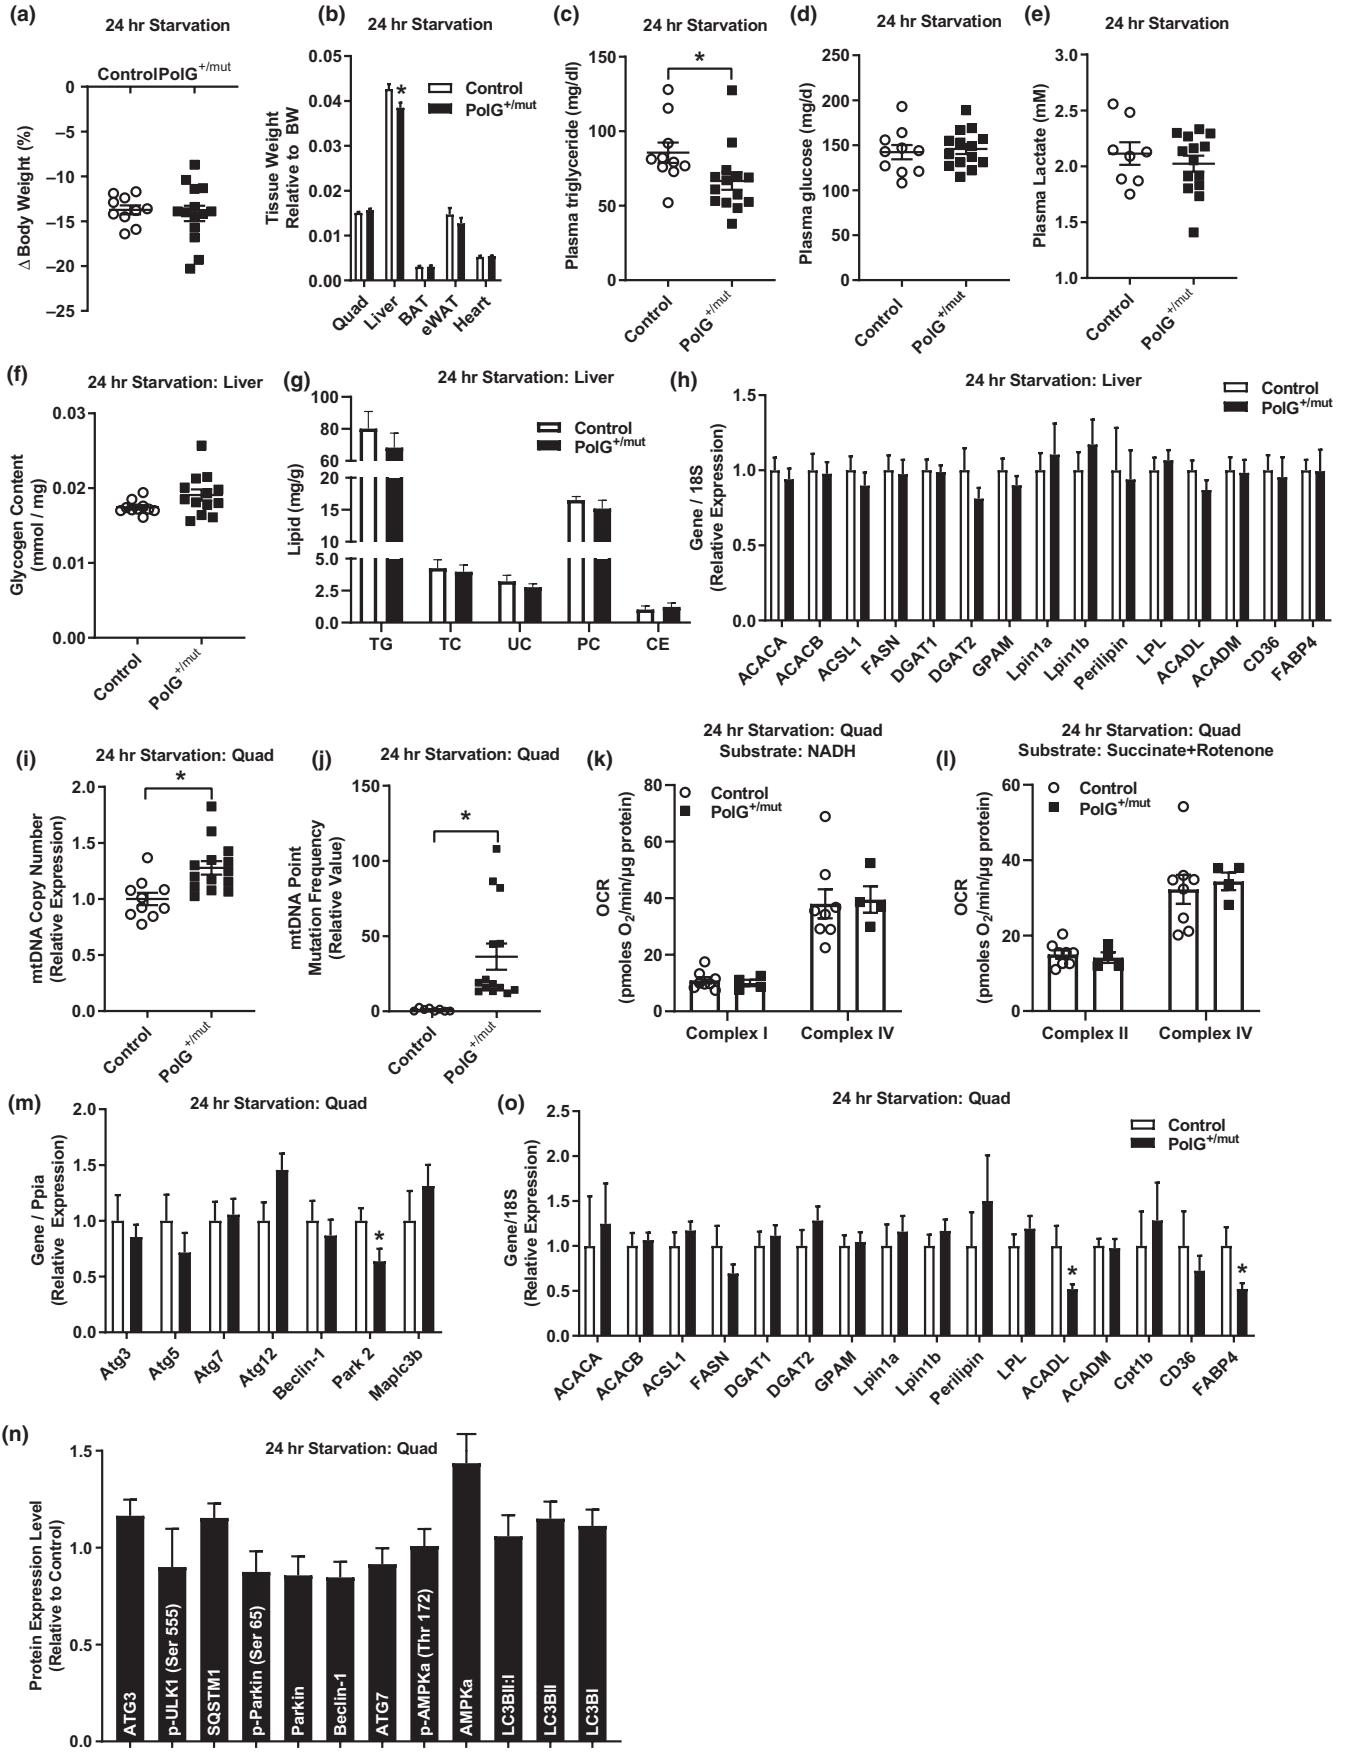 (a)
24 hr Starvation
ControlPolG+/mut
Δ Body Weight (%)
0
–5
–10
–15
–20
–25
(b)
24 hr Starvation
Tissue Weight
Relative to BW
0.05
0.04
0.03
0.02
0.01
0.00
*
Control
PolG+/mut
Quad
Liver
BAT
eWAT
Heart
(c)
24 hr Starvation
Plasma triglyceride (mg/dl)
150
100
50
0
*
Control
PolG+/mut
(d)
24 hr Starvation
Plasma glucose (mg/d)
250
200
150
100
50
0
Control
PolG+/mut
(e)
24 hr Starvation
Plasma Lactate (mM)
3.0
2.5
2.0
1.5
1.0
Control
PolG+/mut
(f)
24 hr Starvation: Liver
Glycogen Content
(mmol / mg)
0.03
0.02
0.01
0.00
Control
PolG+/mut
(g)
24 hr Starvation: Liver
Lipid (mg/g)
100
80
60
20
15
10
5.0
2.5
0.0
Control
PolG+/mut
TG
TC
UC
PC
CE
(h)
24 hr Starvation: Liver
Gene / 18S
(Relative Expression)
1.5
1.0
0.5
0.0
Control
PolG+/mut
ACACA
ACACB
ACSL1
FASN
DGAT1
DGAT2
GPAM
Lpin1a
Lpin1b
Perilipin
LPL
ACADL
ACADM
CD36
FABP4
(i)
24 hr Starvation: Quad
mtDNA Copy Number
(Relative Expression)
2.0
1.5
1.0
0.5
0.0
*
Control
PolG+/mut
(j)
24 hr Starvation: Quad
mtDNA Point
Mutation Frequency
(Relative Value)
150
100
50
0
*
Control
PolG+/mut
(k)
24 hr Starvation: Quad
Substrate: NADH
OCR
(pmoles O2/min/µg protein)
80
60
40
20
0
Control
PolG+/mut
Complex I
Complex IV
(l)
24 hr Starvation: Quad
Substrate: Succinate+Rotenone
OCR
(pmoles O2/min/µg protein)
60
40
20
0
Control
PolG+/mut
Complex II
Complex IV
(m)
24 hr Starvation: Quad
Gene / Ppia
(Relative Expression)
2.0
1.5
1.0
0.5
0.0
*
Atg3
Atg5
Atg7
Atg12
Beclin-1
Park 2
Maplc3b
(o)
24 hr Starvation: Quad
Gene/18S
(Relative Expression)
2.5
2.0
1.5
1.0
0.5
0.0
Control
PolG+/mut
*
*
ACACA
ACACB
ACSL1
FASN
DGAT1
DGAT2
GPAM
Lpin1a
Lpin1b
Perilipin
LPL
ACADL
ACADM
Cpt1b
CD36
FABP4
(n)
24 hr Starvation: Quad
Protein Expression Level
(Relative to Control)
1.5
1.0
0.5
0.0
ATG3
p-ULK1 (Ser 555)
SQSTM1
p-Parkin (Ser 65)
Parkin
Beclin-1
ATG7
p-AMPKa (Thr 172)
AMPKa
LC3BII:I
LC3BII
LC3BI